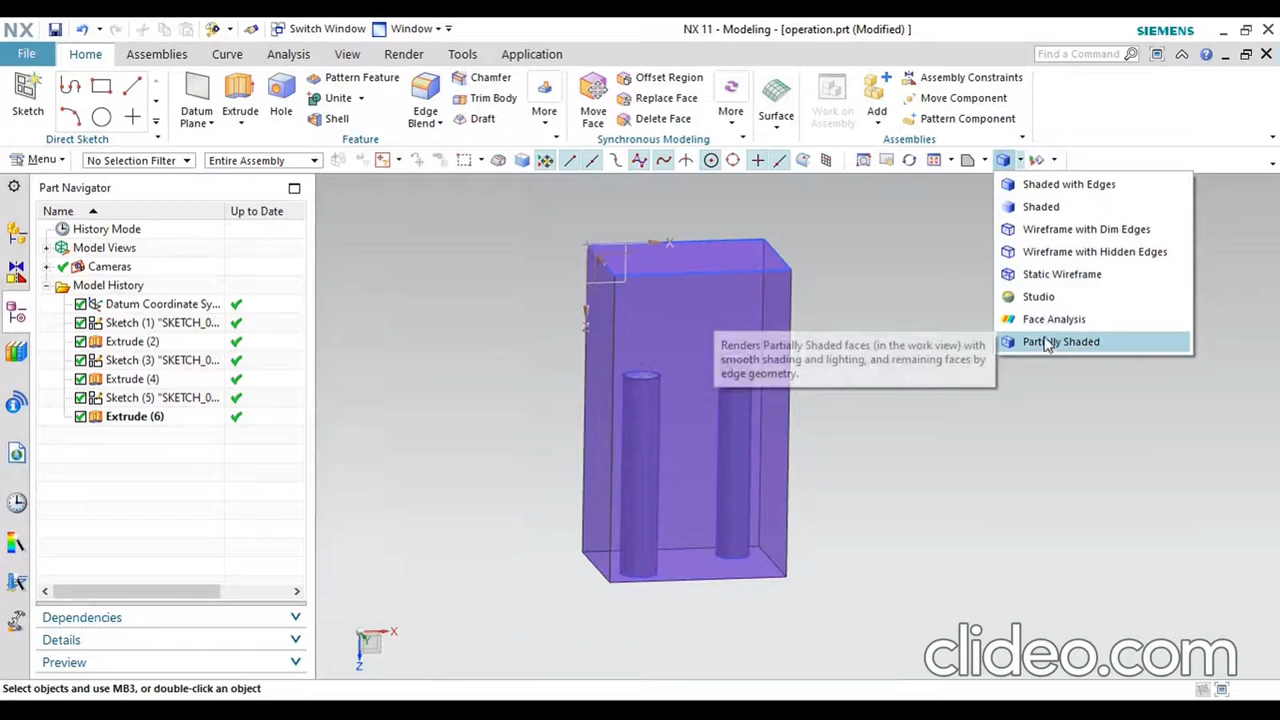 NX
Switch Window
Window
NX 11 - Modeling - [operation.prt (Modified) ]
SIEMENS
File
Home
Assemblies
Curve
Analysis
View
Render
Tools
Application
Find a Command
Sketch
Direct Sketch
Datum
Plane
Extrude
Hole
Pattern Feature
Unite
Shell
Edge
Blend
Chamfer
Trim Body
Draft
More
Feature
Move
Face
Offset Region
Replace Face
Delete Face
More
Synchronous Modeling
Surface
Work on
Assembly
Add
Assembly Constraints
Move Component
Pattern Component
Assemblies
Menu
No Selection Filter
Entire Assembly
Part Navigator
Name
Up to Date
History Mode
Model Views
Cameras
Model History
Datum Coordinate Sy...
Sketch (1) "SKETCH_0...
Extrude (2)
Sketch (3) "SKETCH_0...
Extrude (4)
Sketch (5) "SKETCH_0...
Extrude (6)
Dependencies
Details
Preview
Shaded with Edges
Shaded
Wireframe with Dim Edges
Wireframe with Hidden Edges
Static Wireframe
Studio
Face Analysis
Partially Shaded
Renders Partially Shaded faces (in the work view) with
smooth shading and lighting, and remaining faces by
edge geometry.
X
X
Z
clideo.com
Select objects and use MB3, or double-click an object